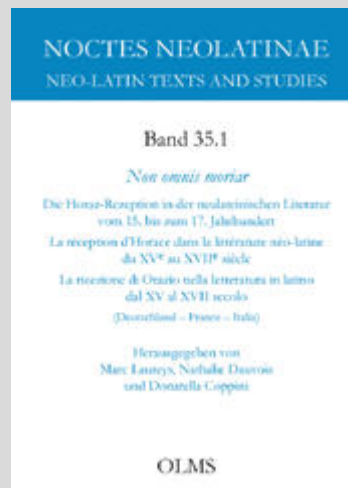 NOCTES NEOLATINAE
NEO-LATIN TEXTS AND STUDIES
Band 35.1
Non omnis moriar
Die Horaz-Rezeption in der neulateinischen Literatur
vom 15. bis zum 17. Jahrhundert
La réception d'Horace dans la littérature néo-latine
du XVe au XVIIe siècle
La ricezione di Orazio nella letteratura in latino
dal XV al XVII secolo
(Deutschland – France – Italia)
Herausgegeben von
Marc Laureys, Nathalie Dauvois
und Donatella Coppini
OLMS